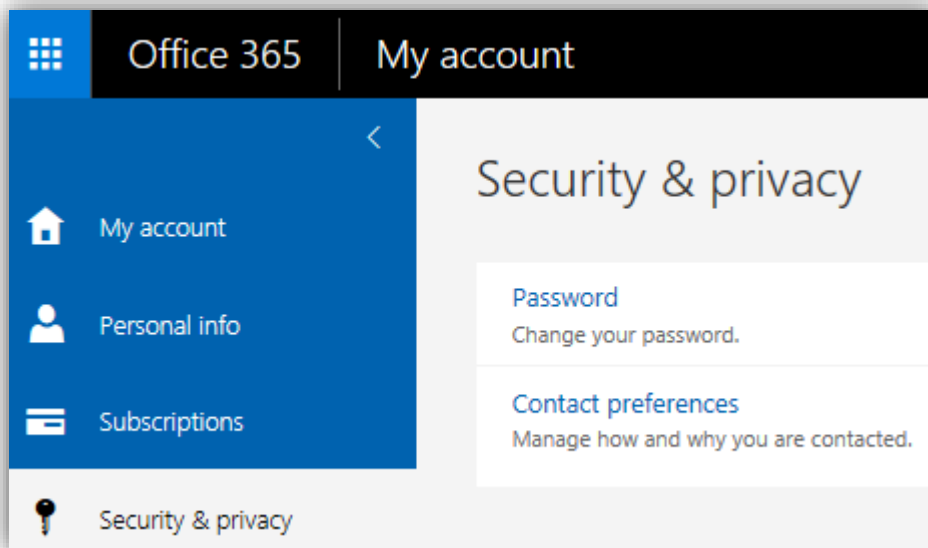 Office 365 My account
My account
Personal info
Subscriptions
Security & privacy
Security & privacy
Password
Change your password.
Contact preferences
Manage how and why you are contacted.